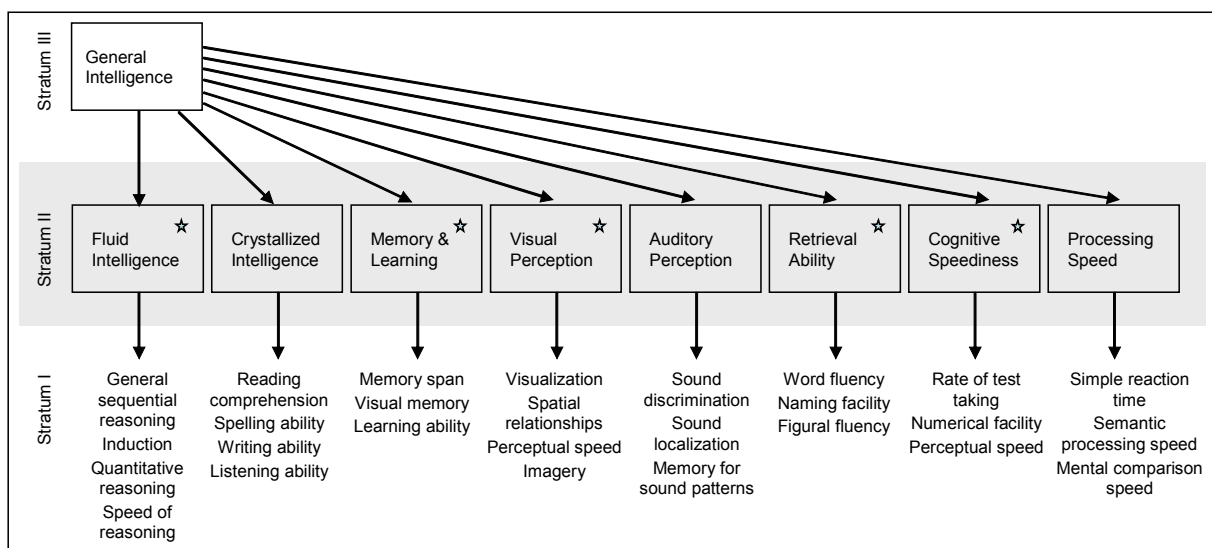 Stratum III
General
Intelligence
Stratum II
Fluid
Intelligence
Crystallized
Intelligence
Memory &
Learning
Visual
Perception
Auditory
Perception
Retrieval
Ability
Cognitive
Speediness
Processing
Speed
Stratum I
General
sequential
reasoning
Induction
Quantitative
reasoning
Speed of
reasoning
Reading
comprehension
Spelling ability
Writing ability
Listening ability
Memory span
Visual memory
Learning ability
Visualization
Spatial
relationships
Perceptual speed
Imagery
Sound
discrimination
Sound
localization
Memory for
sound patterns
Word fluency
Naming facility
Figural fluency
Rate of test
taking
Numerical facility
Perceptual speed
Simple reaction
time
Semantic
processing speed
Mental comparison
speed